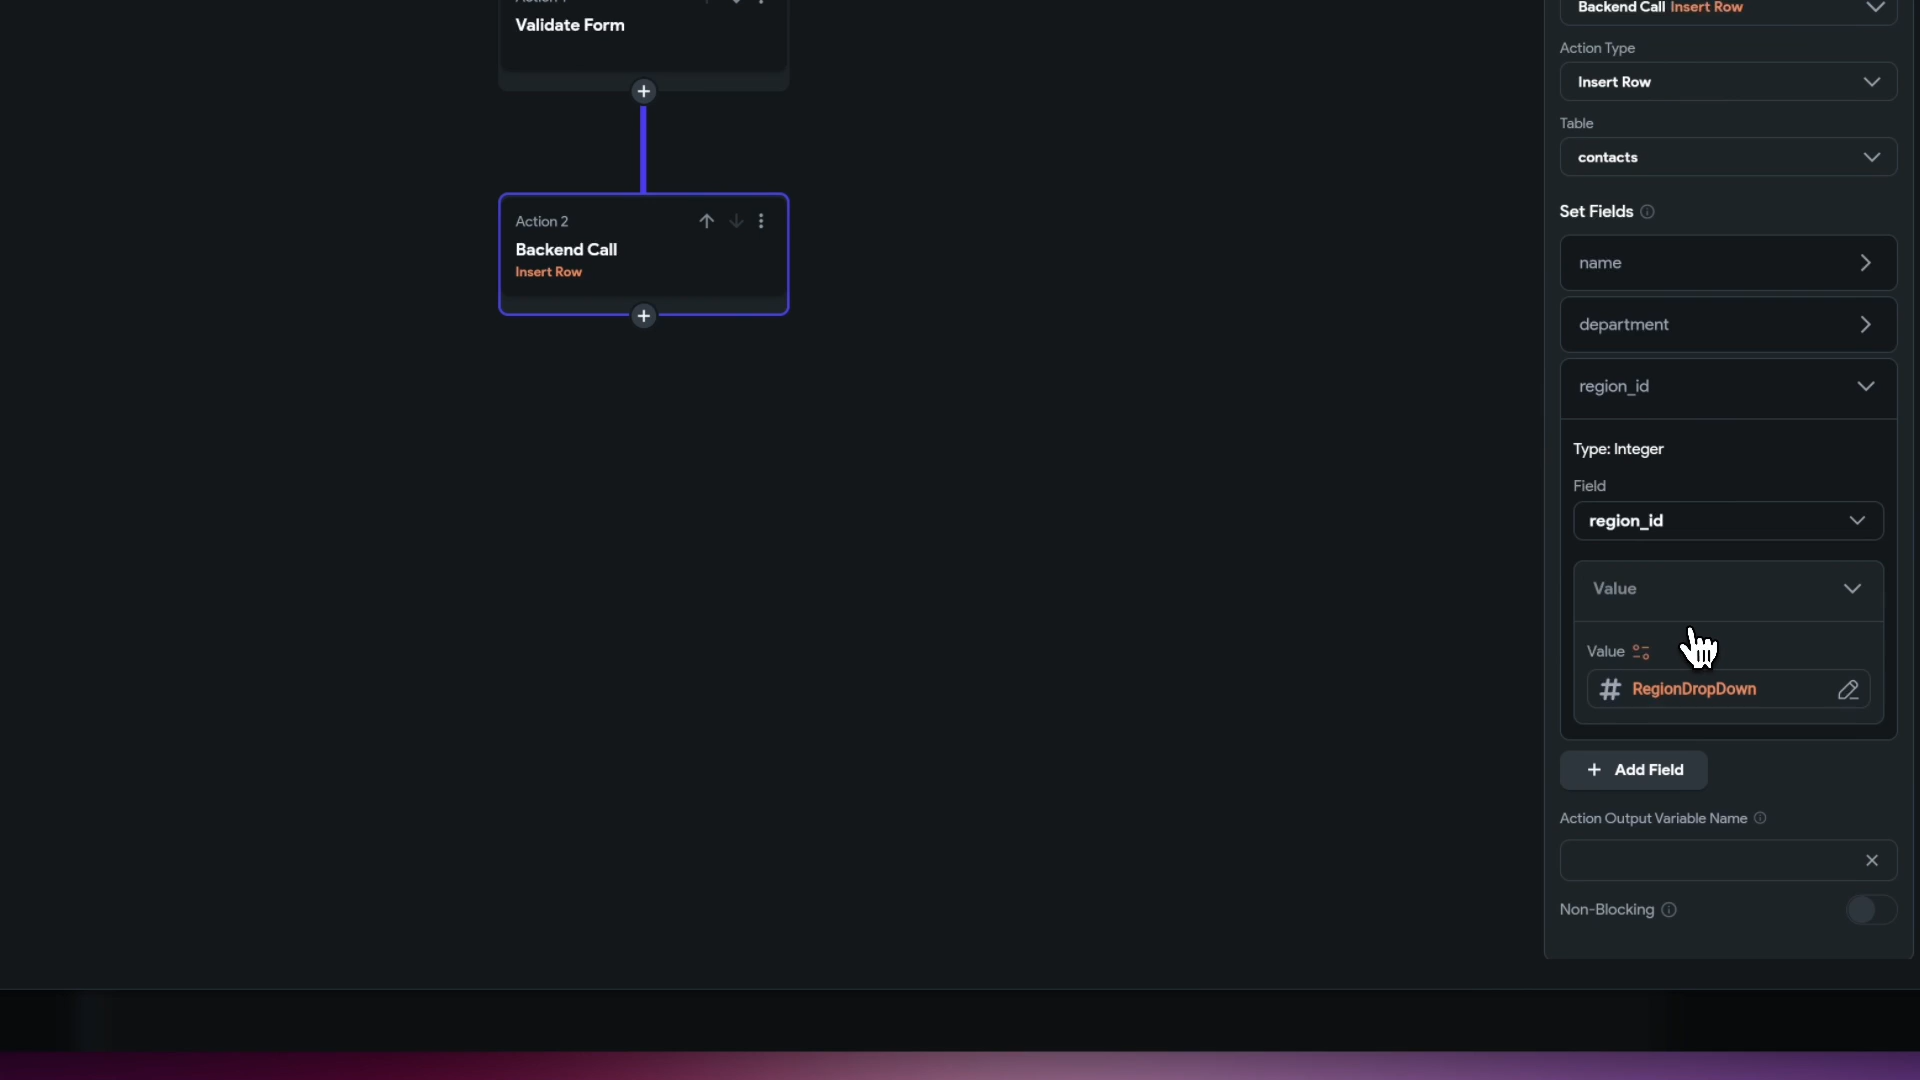 Validate Form
Action 2
Backend Call
Insert Row
Backend Call Insert Row
Action Type
Insert Row
Table
contacts
Set Fields
name
department
region_id
Type: Integer
Field
region_id
Value
Value
RegionDropDown
+ Add Field
Action Output Variable Name
Non-Blocking